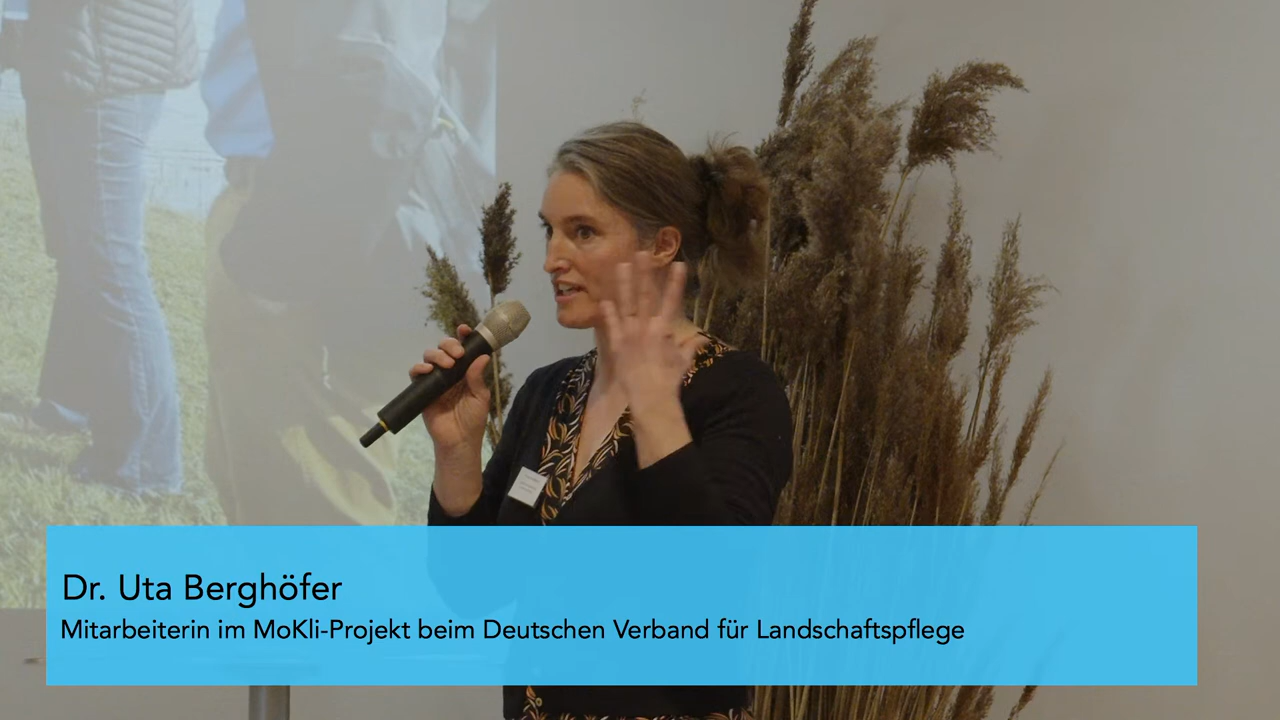 Dr. Uta Berghöfer
Mitarbeiterin im MoKli-Projekt beim Deutschen Verband für Landschaftspflege